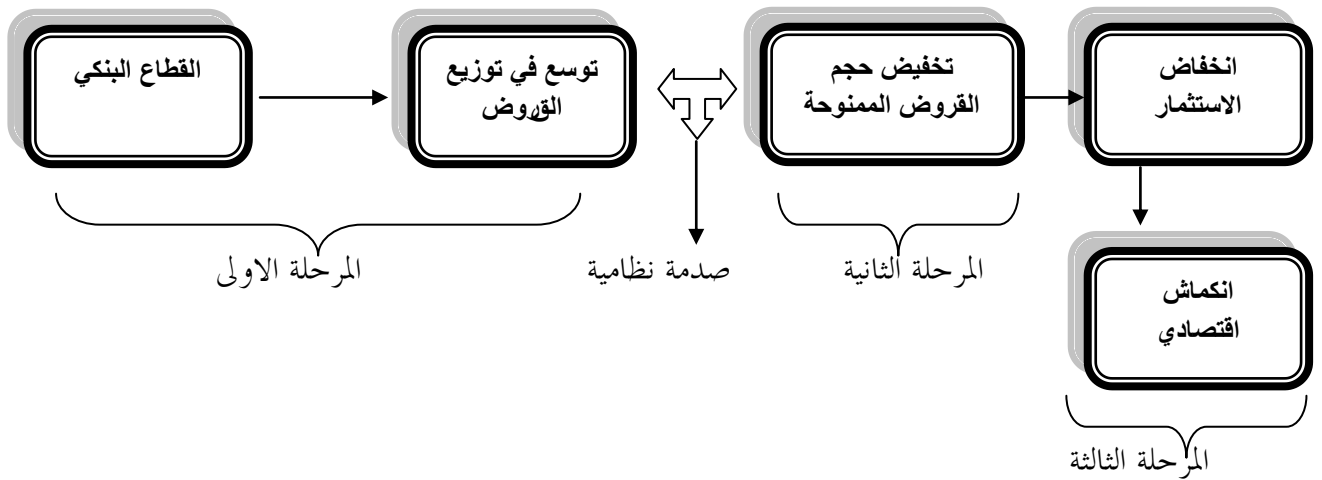 القطاع البنكي
توسع في توزيع
القروض
تخفيض حجم
القروض الممنوحة
انخفاض
الاستثمار
المرحلة الاولى
صدمة نظامية
المرحلة الثانية
انكماش
اقتصادي
المرحلة الثالثة